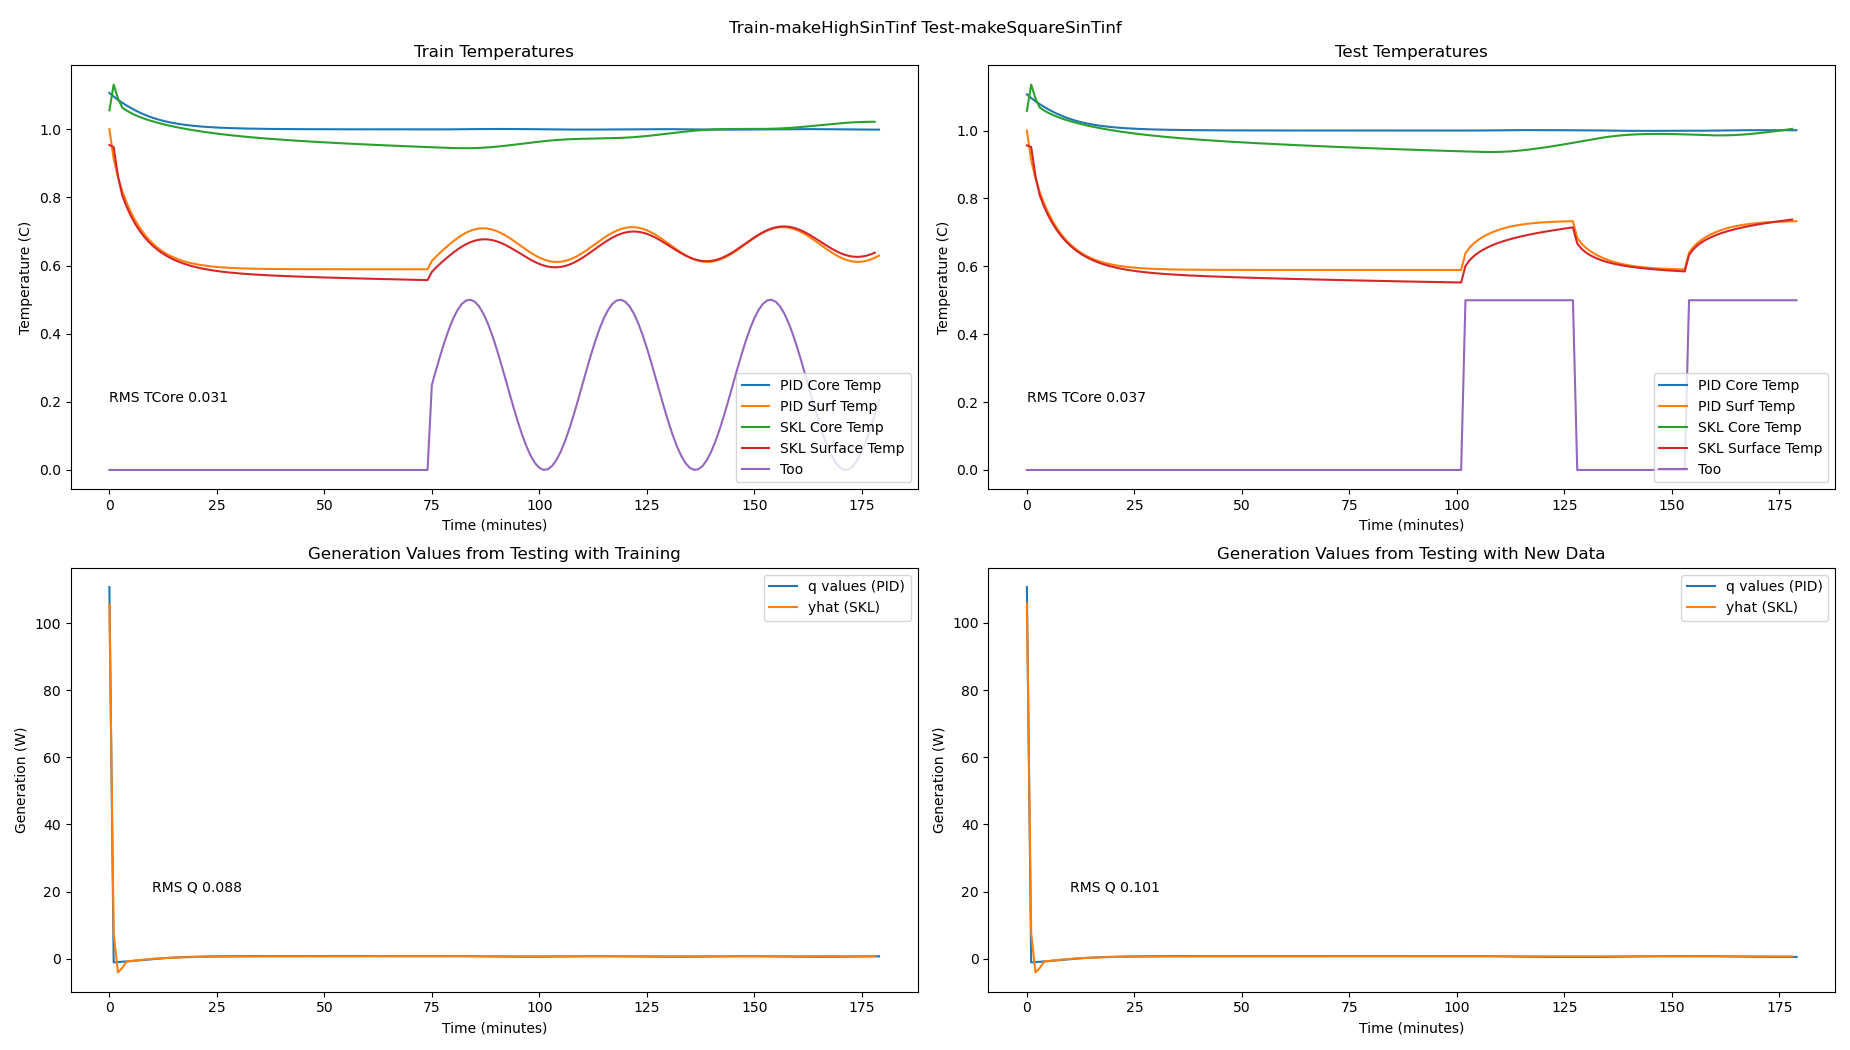 Train-makeHighSinTinf Test-makeSquareSinTinf
Train Temperatures
Temperature (C)
1.0
0.8
0.6
0.4
0.2
0.0
RMS TCore 0.031
PID Core Temp
PID Surf Temp
SKL Core Temp
SKL Surface Temp
Too
0 25 50 75 100 125 150 175
Time (minutes)
Test Temperatures
Temperature (C)
1.0
0.8
0.6
0.4
0.2
0.0
RMS TCore 0.037
PID Core Temp
PID Surf Temp
SKL Core Temp
SKL Surface Temp
Too
0 25 50 75 100 125 150 175
Time (minutes)
Generation Values from Testing with Training
Generation (W)
100
80
60
40
20
0
q values (PID)
yhat (SKL)
RMS Q 0.088
0 25 50 75 100 125 150 175
Time (minutes)
Generation Values from Testing with New Data
Generation (W)
100
80
60
40
20
0
q values (PID)
yhat (SKL)
RMS Q 0.101
0 25 50 75 100 125 150 175
Time (minutes)